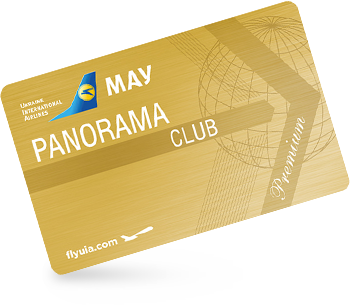 UKRAINE
INTERNATIONAL
AIRLINES
МАУ
PANORAMA
CLUB
Premium
flyuia.com